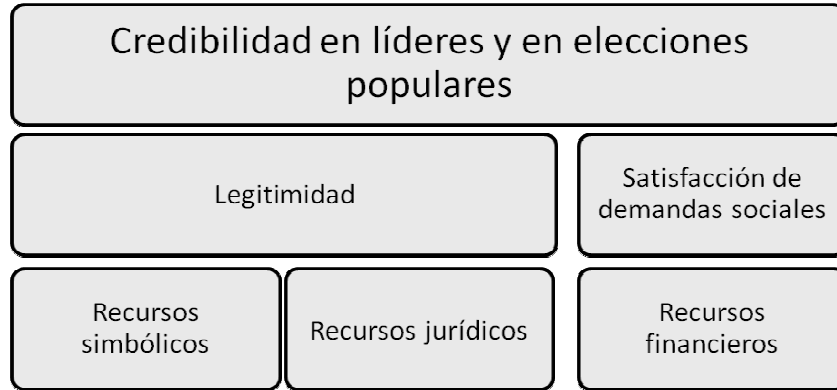 Credibilidad en líderes y en elecciones
populares
Legitimidad
Satisfacción de
demandas sociales
Recursos
simbólicos
Recursos jurídicos
Recursos
financieros